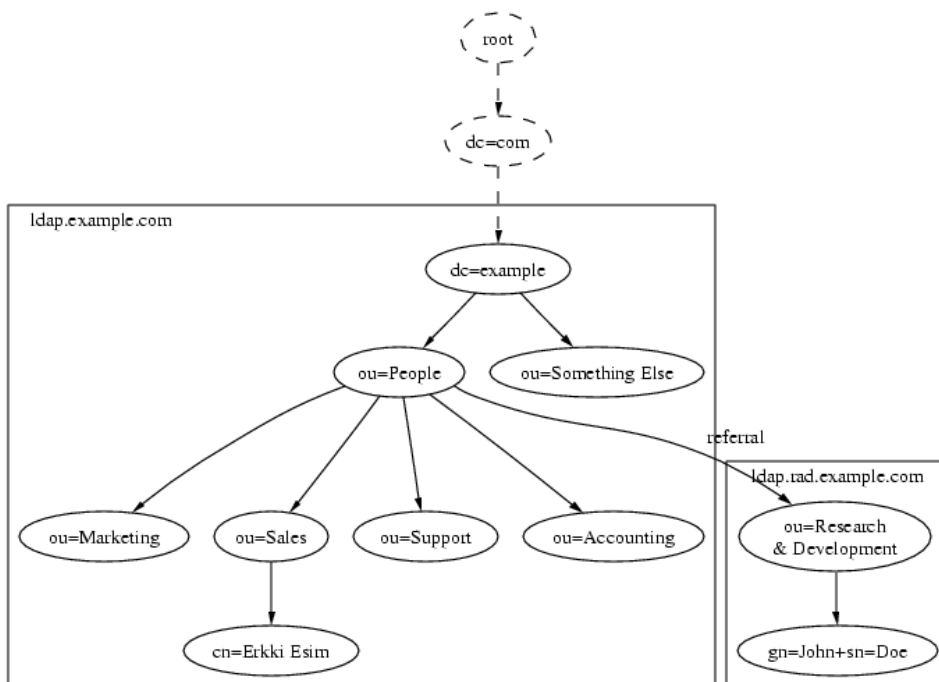 root
dc=com
ldap.example.com
dc=example
ou=People
ou=Something Else
referral
ldap.rad.example.com
ou=Marketing
ou=Sales
ou=Support
ou=Accounting
ou=Research
& Development
cn=Erkki Esim
gn=John+sn=Doe